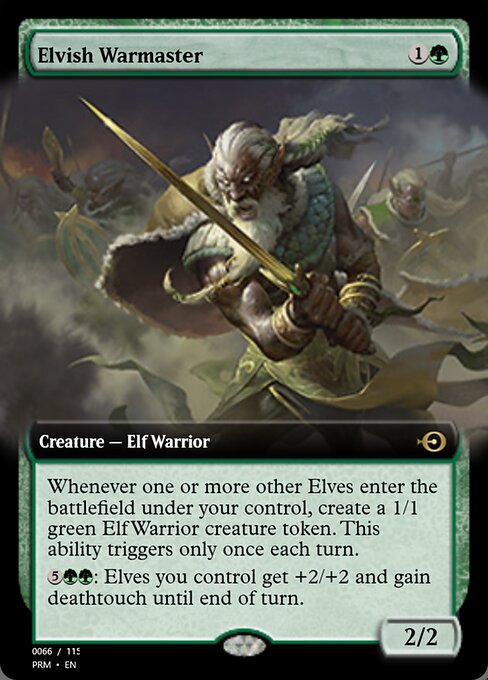 Elvish Warmaster 1
Creature — Elf Warrior
Whenever one or more other Elves enter the
battlefield under your control, create a 1/1
green Elf Warrior creature token. This
ability triggers only once each turn.
5: Elves you control get +2/+2 and gain
deathtouch until end of turn.
2/2
0066 / 115
PRM • EN